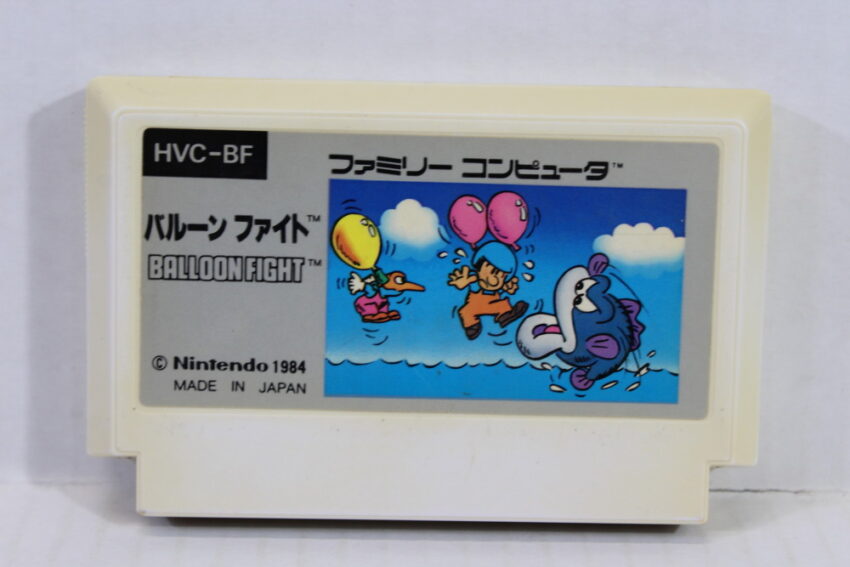 HVC-BF
ファミリー コンピュータ™
バルーン ファイト™
BALLOON FIGHT™
© Nintendo 1984
MADE IN JAPAN